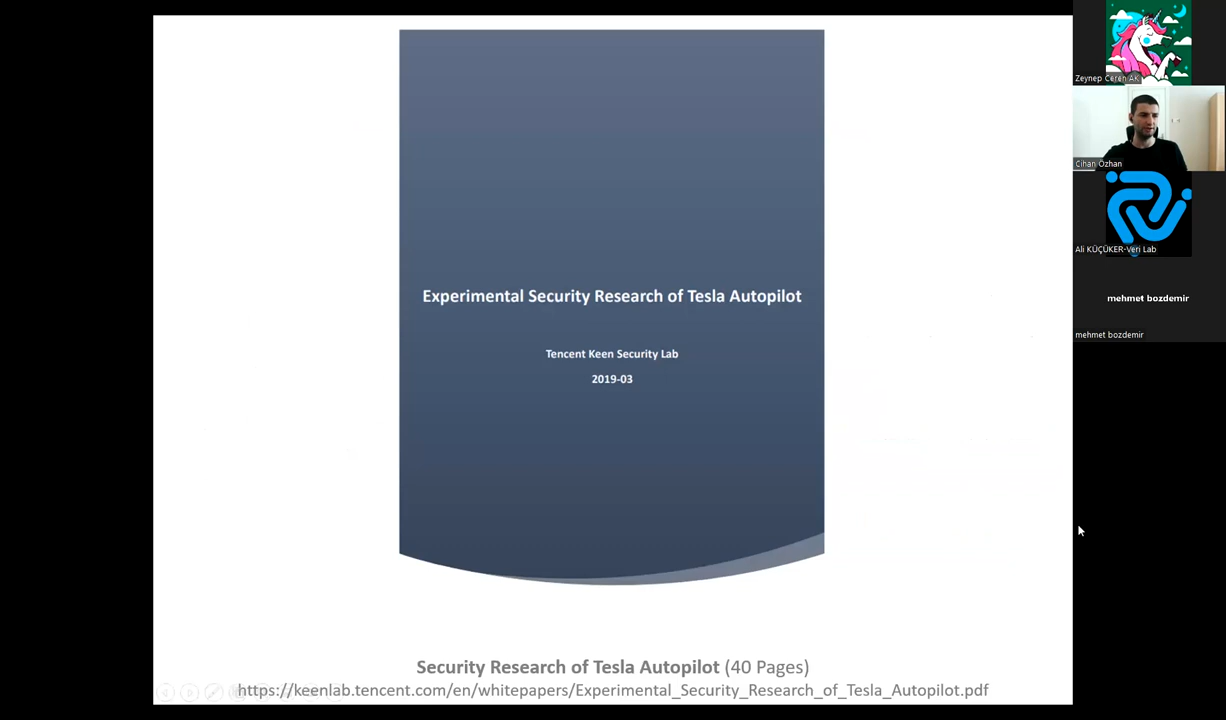 Experimental Security Research of Tesla Autopilot
Tencent Keen Security Lab
2019-03
Security Research of Tesla Autopilot (40 Pages)
https://keenlab.tencent.com/en/whitepapers/Experimental_Security_Research_of_Tesla_Autopilot.pdf
Zeynep Ceren AK
Cihan Özhan
Ali KÜÇÜKER-Veri Lab
mehmet bozdemir
mehmet bozdemir